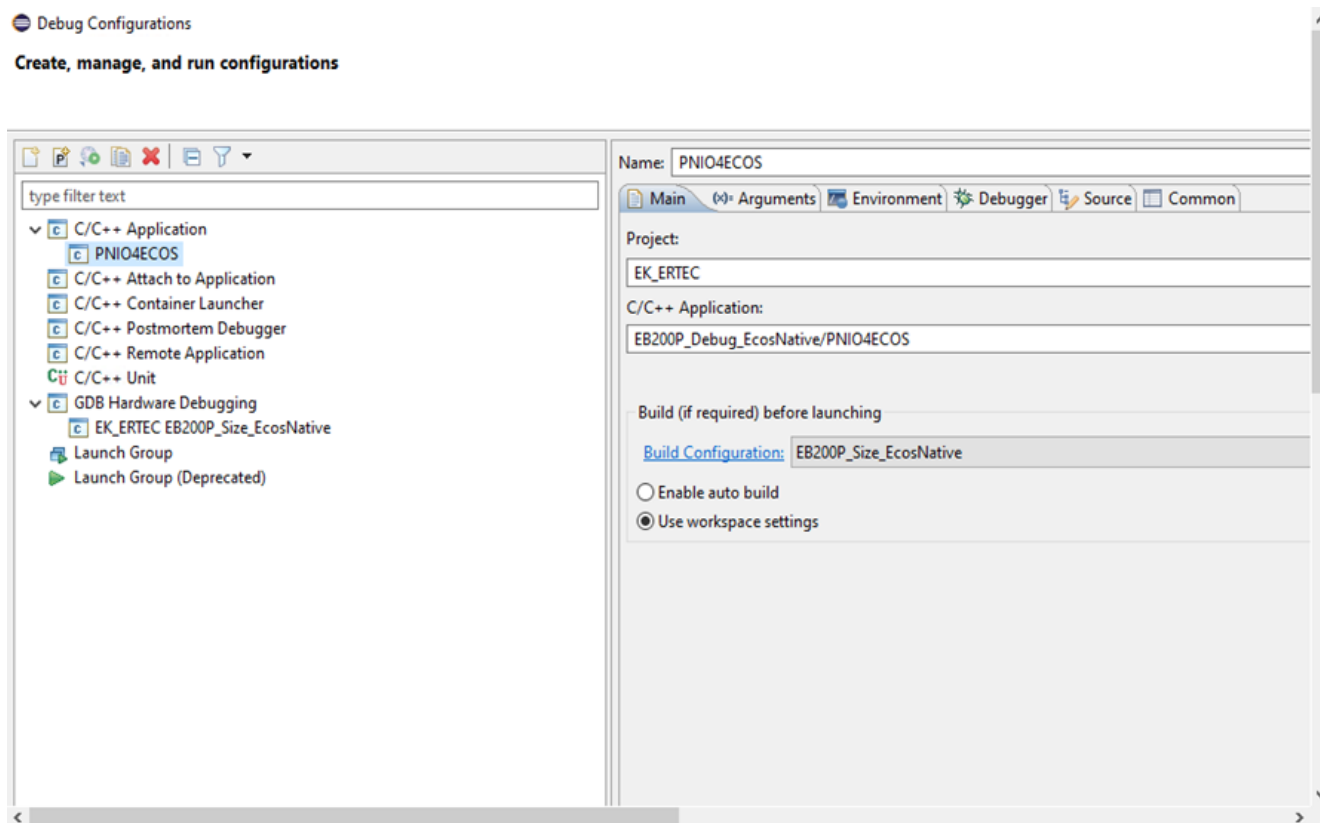 Debug Configurations
Create, manage, and run configurations
type filter text
C/C++ Application
PNIO4ECOS
C/C++ Attach to Application
C/C++ Container Launcher
C/C++ Postmortem Debugger
C/C++ Remote Application
C/C++ Unit
GDB Hardware Debugging
EK_ERTEC EB200P_Size_EcosNative
Launch Group
Launch Group (Deprecated)
Name: PNIO4ECOS
Main Arguments Environment Debugger Source Common
Project:
EK_ERTEC
C/C++ Application:
EB200P_Debug_EcosNative/PNIO4ECOS
Build (if required) before launching
Build Configuration: EB200P_Size_EcosNative
Enable auto build
Use workspace settings